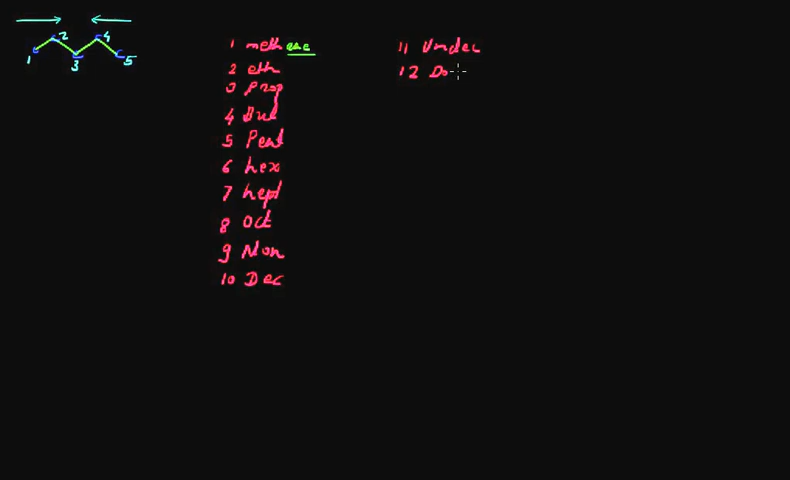 1 2 3 4 5
1 methane
2 eth
3 Prop
4 But
5 Pent
6 hex
7 hept
8 Oct
9 Non
10 Dec
11 Undec
12 Do